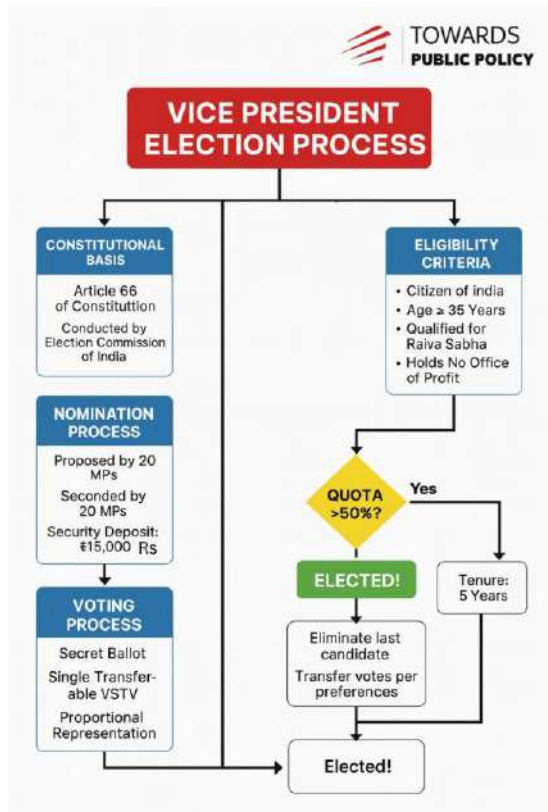 TOWARDS
PUBLIC POLICY
VICE PRESIDENT
ELECTION PROCESS
CONSTITUTIONAL
BASIS
Article 66
of Constituttion
Conducted by
Election Commission
of India
NOMINATION
PROCESS
Proposed by 20
MPs
Seconded by
20 MPs
Security Deposit:
₹15,000 Rs
VOTING
PROCESS
Secret Ballot
Single Transfer-
able VSTV
Proportional
Representation
ELIGIBILITY
CRITERIA
• Citizen of india
• Age ≥ 35 Years
• Qualified for
Raiva Sabha
• Holds No Office
of Profit
QUOTA
>50%?
Yes
ELECTED!
Tenure:
5 Years
Eliminate last
candidate
Transfer votes per
preferences
Elected!